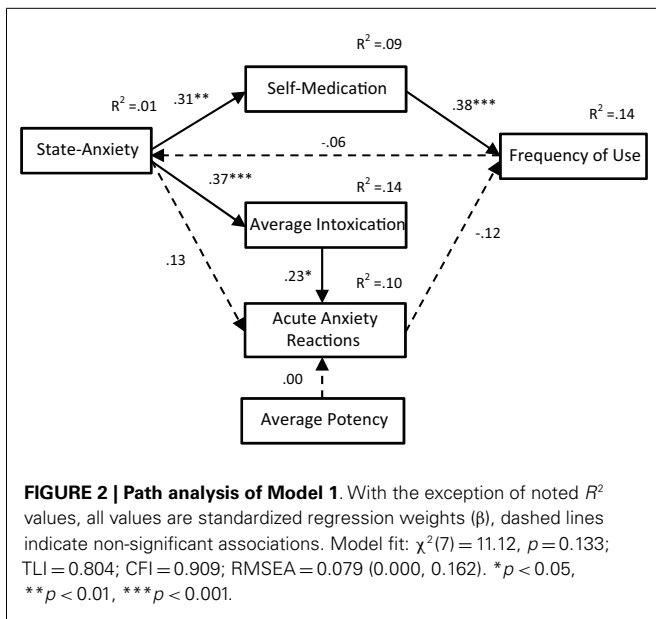 R² =.09
Self-Medication
R² =.01
.31**
.38***
R² =.14
State-Anxiety
-.06
Frequency of Use
.37***
R² =.14
Average Intoxication
.13
-.12
.23*
R² =.10
Acute Anxiety
Reactions
.00
Average Potency
FIGURE 2 | Path analysis of Model 1. With the exception of noted R²
values, all values are standardized regression weights (β), dashed lines
indicate non-significant associations. Model fit: χ²(7) = 11.12, p = 0.133;
TLI = 0.804; CFI = 0.909; RMSEA = 0.079 (0.000, 0.162). *p < 0.05,
**p < 0.01, ***p < 0.001.